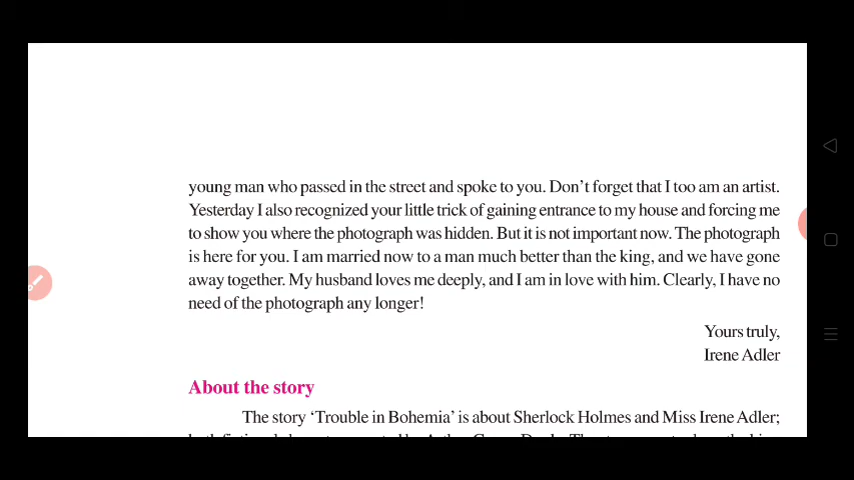 young man who passed in the street and spoke to you. Don't forget that I too am an artist.
Yesterday I also recognized your little trick of gaining entrance to my house and forcing me
to show you where the photograph was hidden. But it is not important now. The photograph
is here for you. I am married now to a man much better than the king, and we have gone
away together. My husband loves me deeply, and I am in love with him. Clearly, I have no
need of the photograph any longer!
Yours truly,
Irene Adler
About the story
The story 'Trouble in Bohemia' is about Sherlock Holmes and Miss Irene Adler;